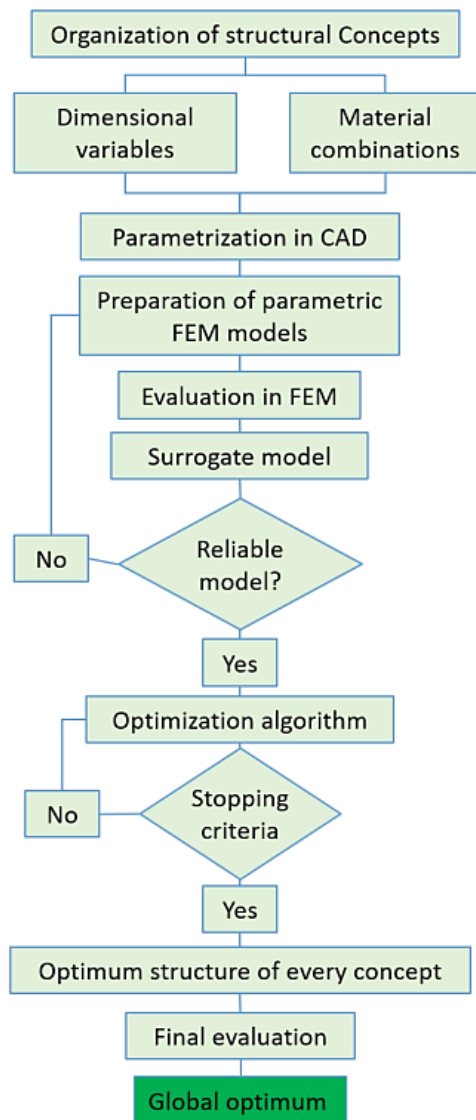 Organization of structural Concepts
Dimensional
variables
Material
combinations
Parametrization in CAD
Preparation of parametric
FEM models
Evaluation in FEM
Surrogate model
Reliable
model?
No
Yes
Optimization algorithm
Stopping
criteria
No
Yes
Optimum structure of every concept
Final evaluation
Global optimum